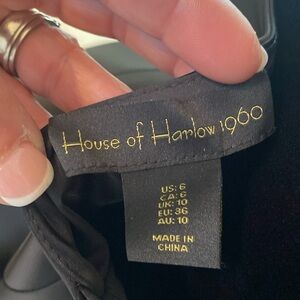 House of Harlow 1960
US: 6
CA: 6
UK: 10
EU: 36
AU: 10
MADE IN
CHINA